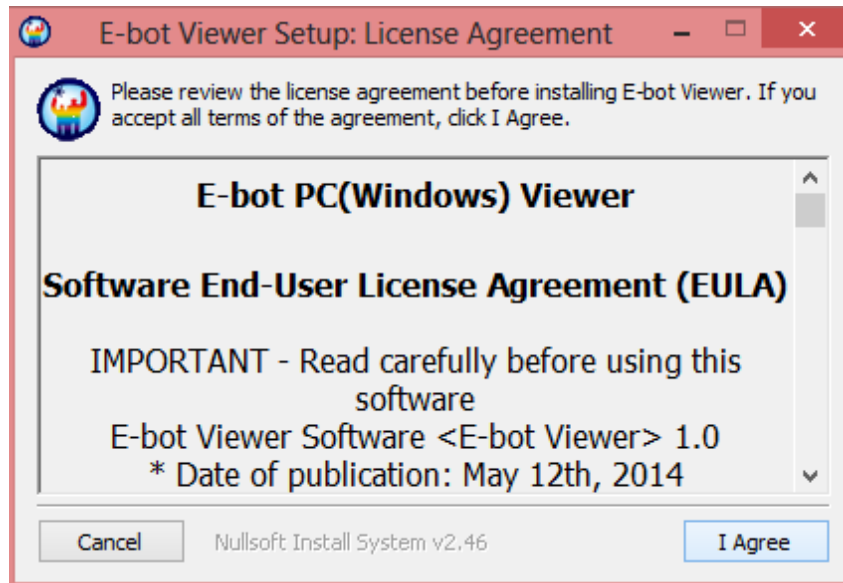 E-bot Viewer Setup: License Agreement
Please review the license agreement before installing E-bot Viewer. If you
accept all terms of the agreement, click I Agree.
E-bot PC(Windows) Viewer
Software End-User License Agreement (EULA)
IMPORTANT - Read carefully before using this
software
E-bot Viewer Software <E-bot Viewer> 1.0
* Date of publication: May 12th, 2014
Cancel
Nullsoft Install System v2.46
I Agree